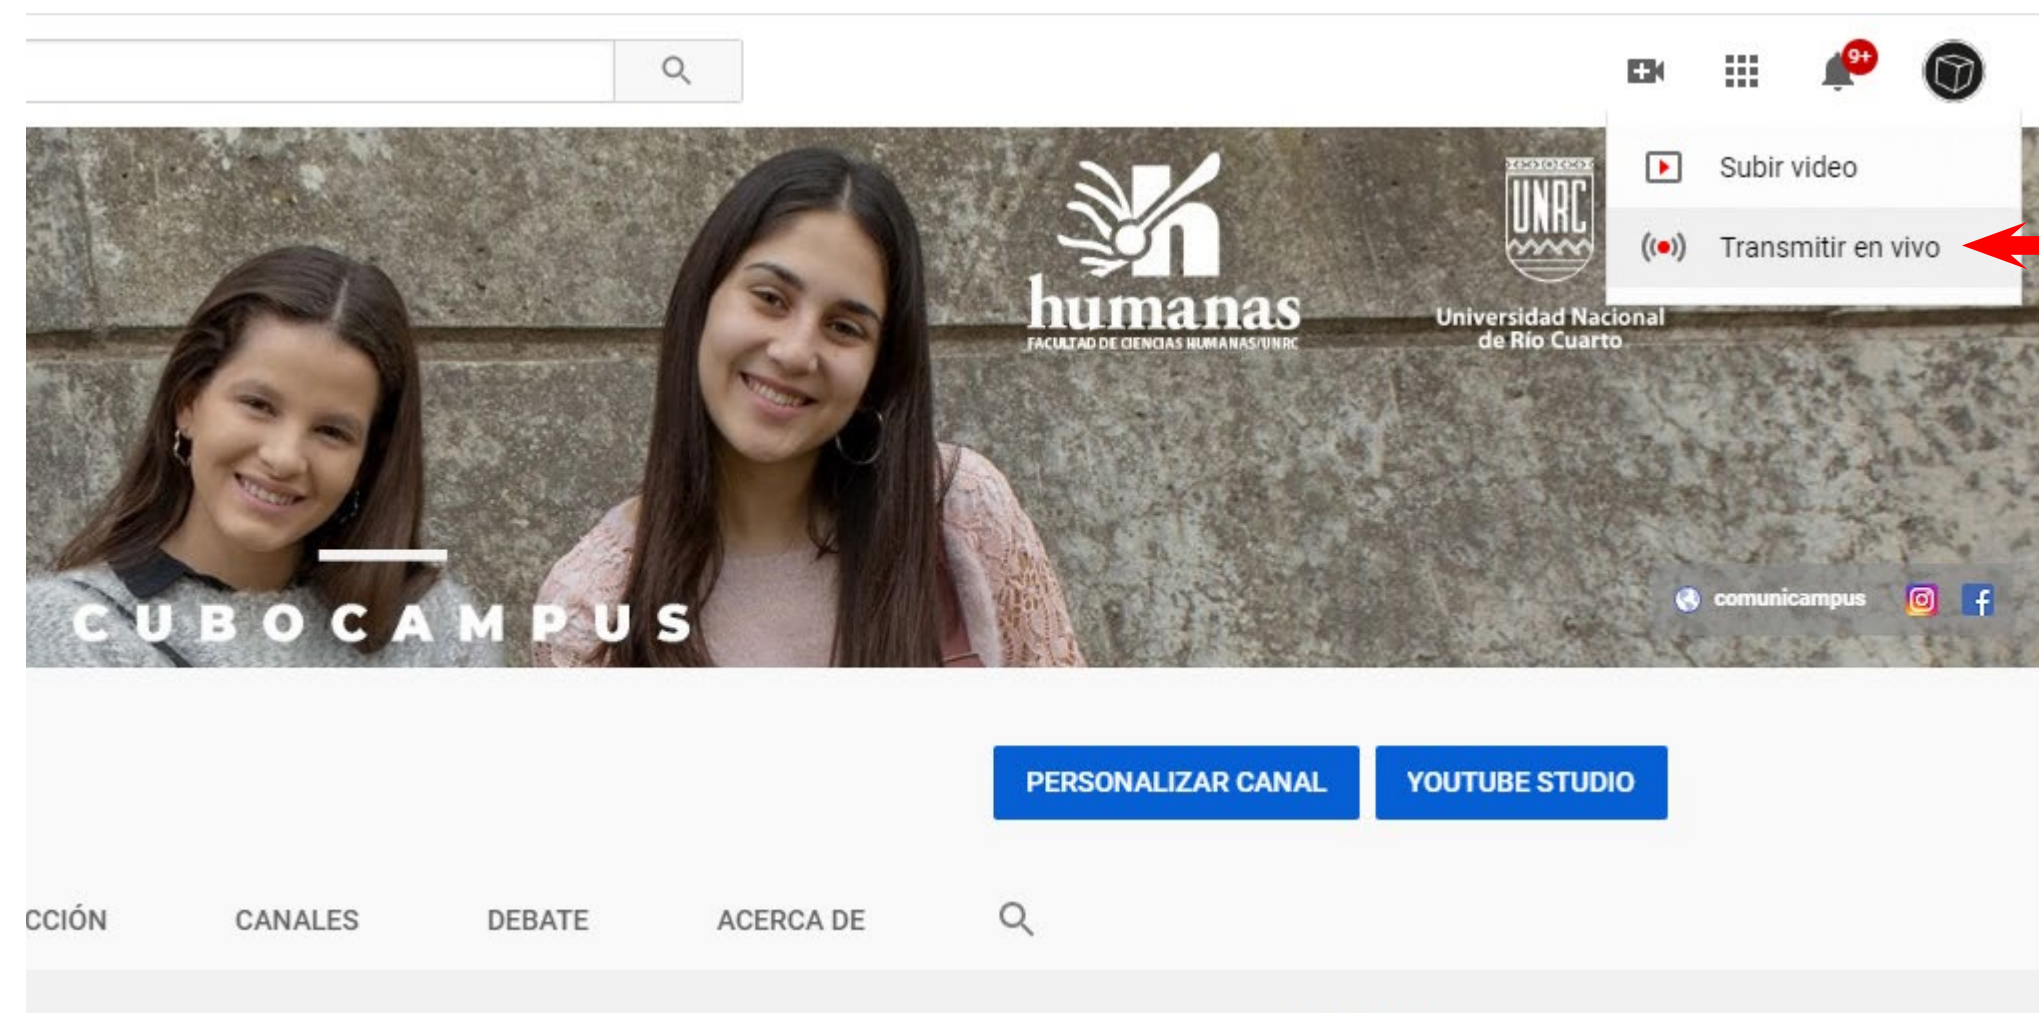 9+
Subir video
Transmitir en vivo
UNRC
humanas
FACULTAD DE CIENCIAS HUMANAS/UNRC
Universidad Nacional
de Río Cuarto
CUBOCAMPUS
comunicampus
PERSONALIZAR CANAL
YOUTUBE STUDIO
CCIÓN
CANALES
DEBATE
ACERCA DE